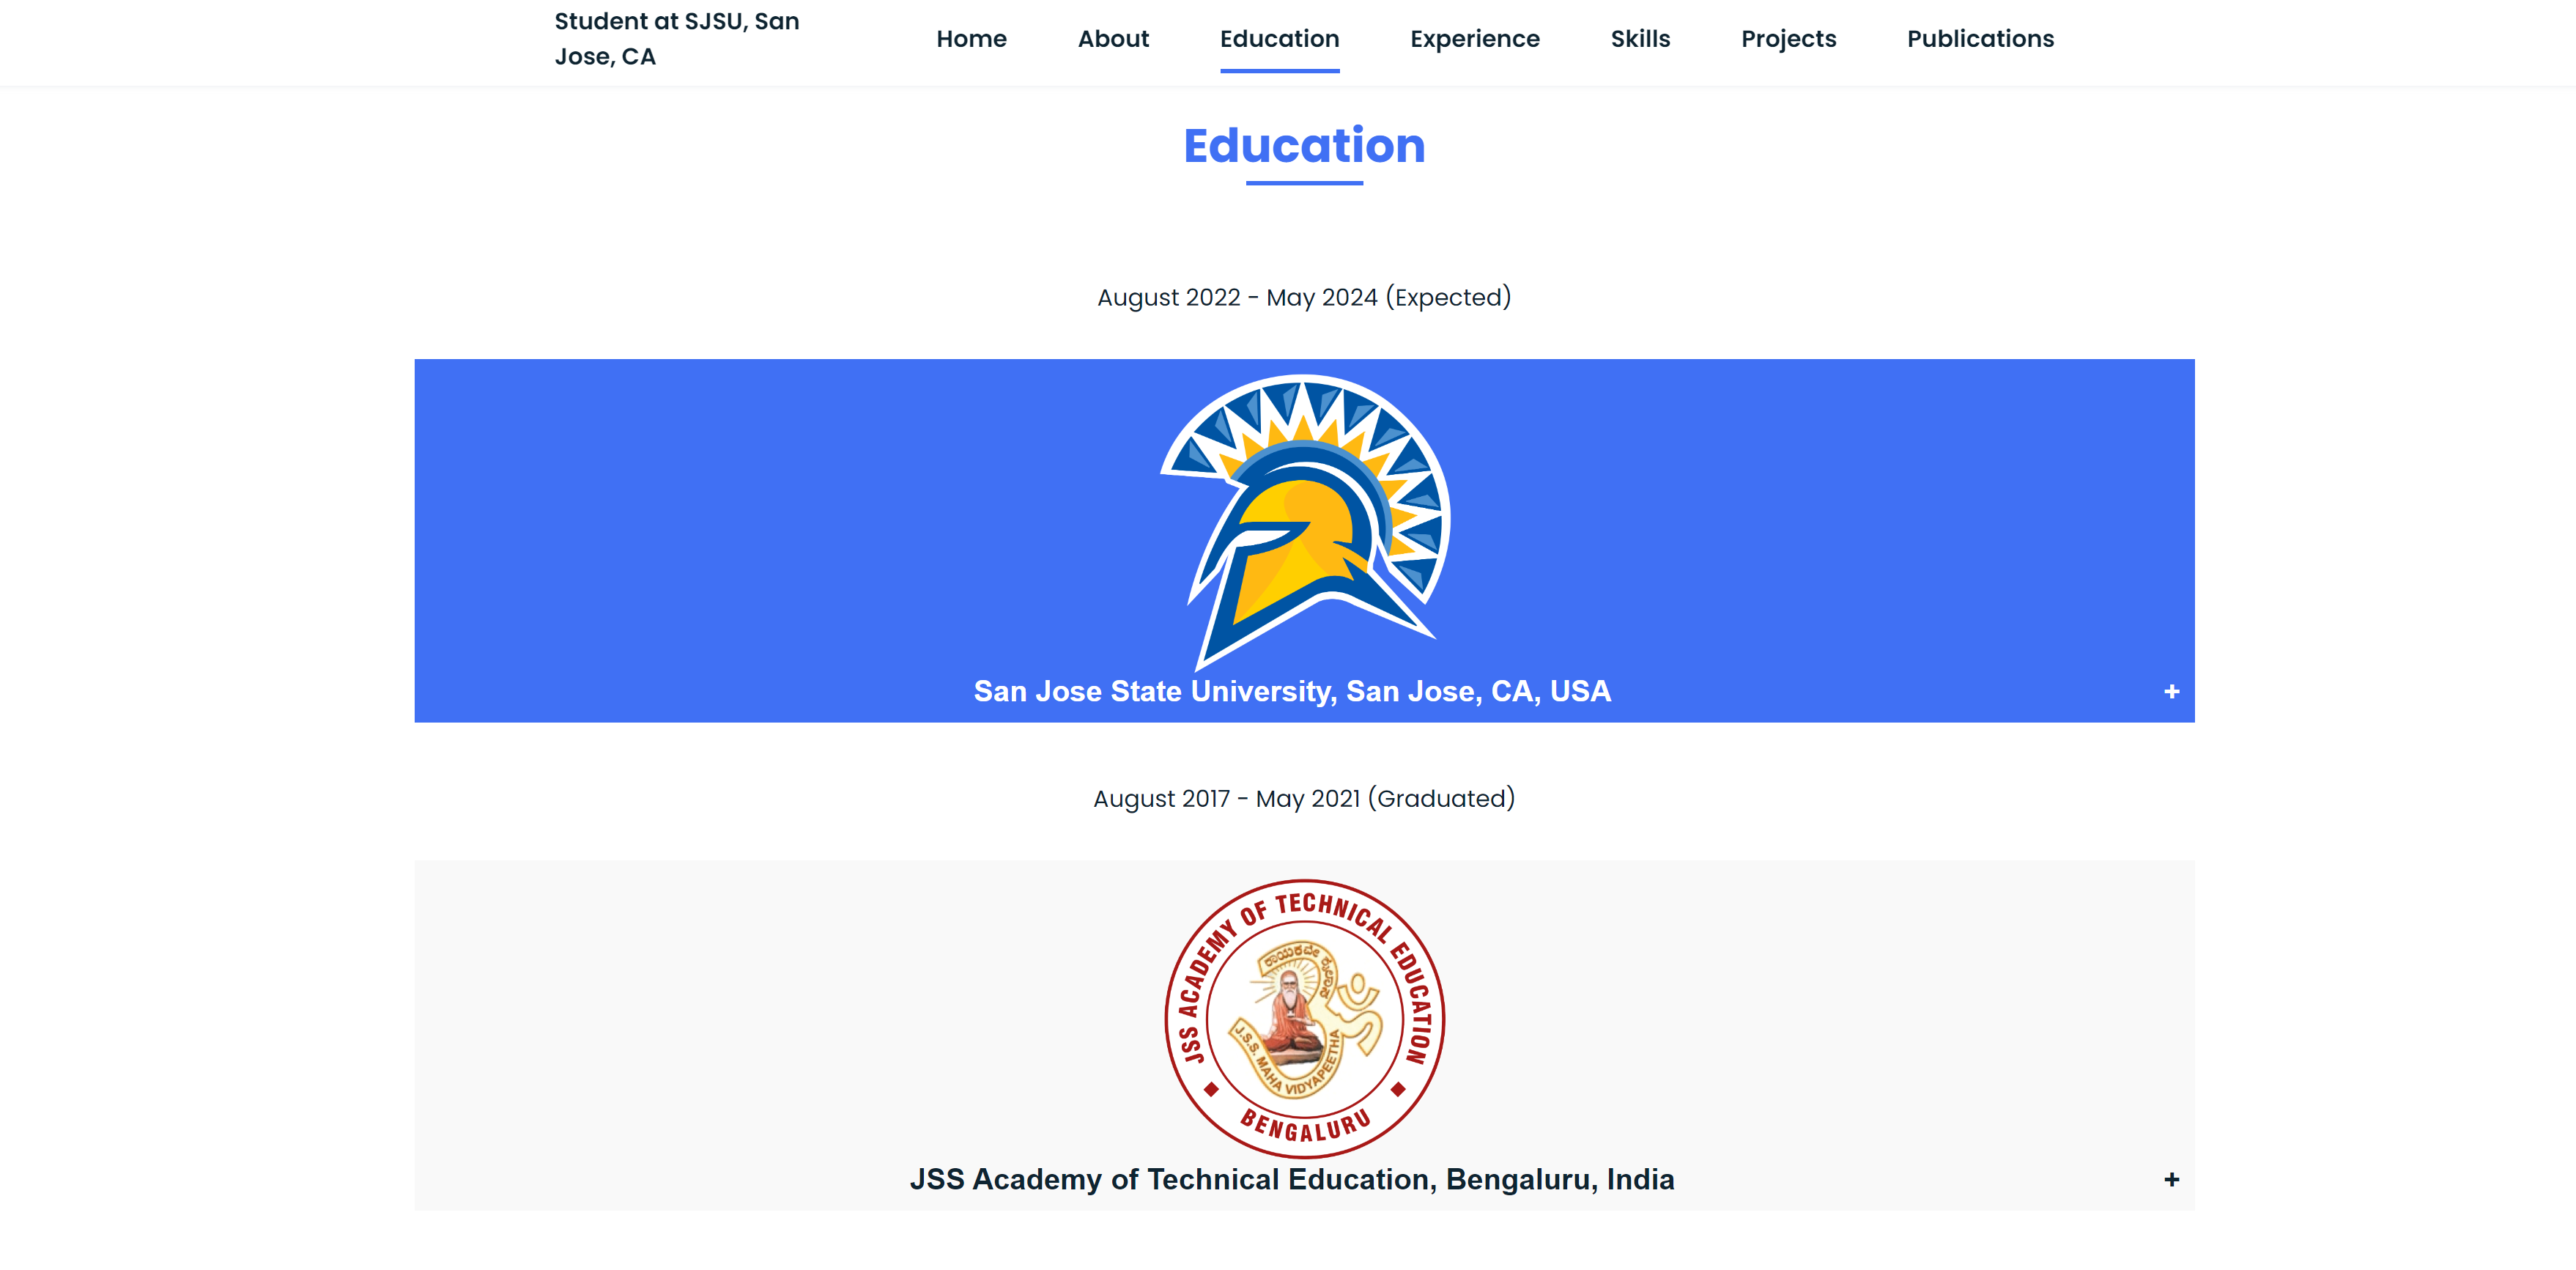 Student at SJSU, San
Jose, CA
Home About Education Experience Skills Projects Publications
Education
August 2022 - May 2024 (Expected)
San Jose State University, San Jose, CA, USA +
August 2017 - May 2021 (Graduated)
JSS ACADEMY OF TECHNICAL EDUCATION
ಕಾಯಕವೇ ಕೈಲಾಸ
J.S.S. MAHA VIDYAPEETHA
BENGALURU
JSS Academy of Technical Education, Bengaluru, India +